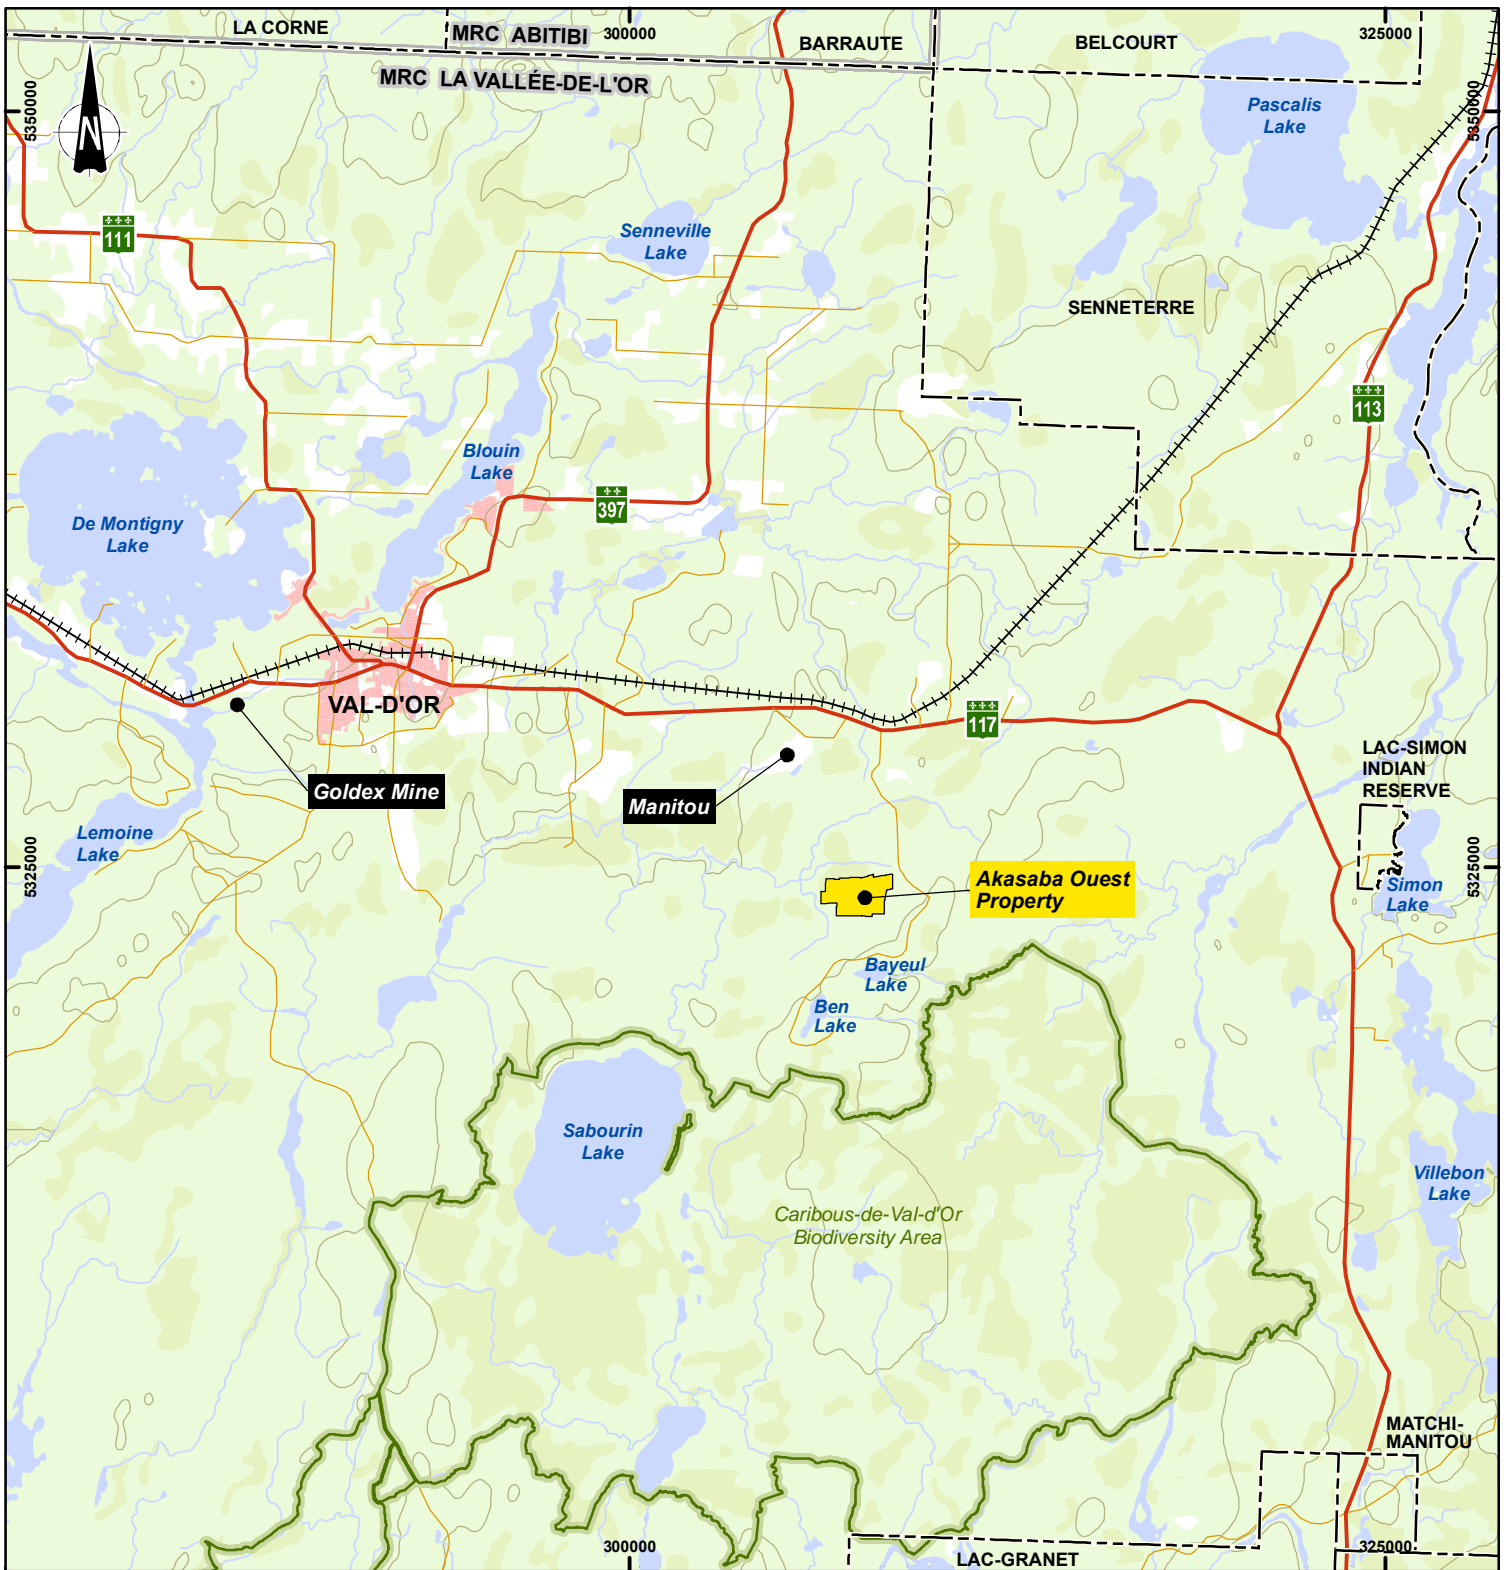 LA CORNE
MRC ABITIBI
300000
BARRAUTE
BELCOURT
325000
MRC LA VALLÉE-DE-L'OR
5350000
N
Pascalis
Lake
5350000
111
Senneville
Lake
SENNETERRE
113
Blouin
Lake
397
De Montigny
Lake
VAL-D'OR
117
LAC-SIMON
INDIAN
RESERVE
Goldex Mine
Manitou
Lemoine
Lake
5325000
Akasaba Ouest
Property
5325000
Simon
Lake
Bayeul
Lake
Ben
Lake
Sabourin
Lake
Villebon
Lake
Caribous-de-Val-d'Or
Biodiversity Area
MATCHI-
MANITOU
300000
LAC-GRANET
325000